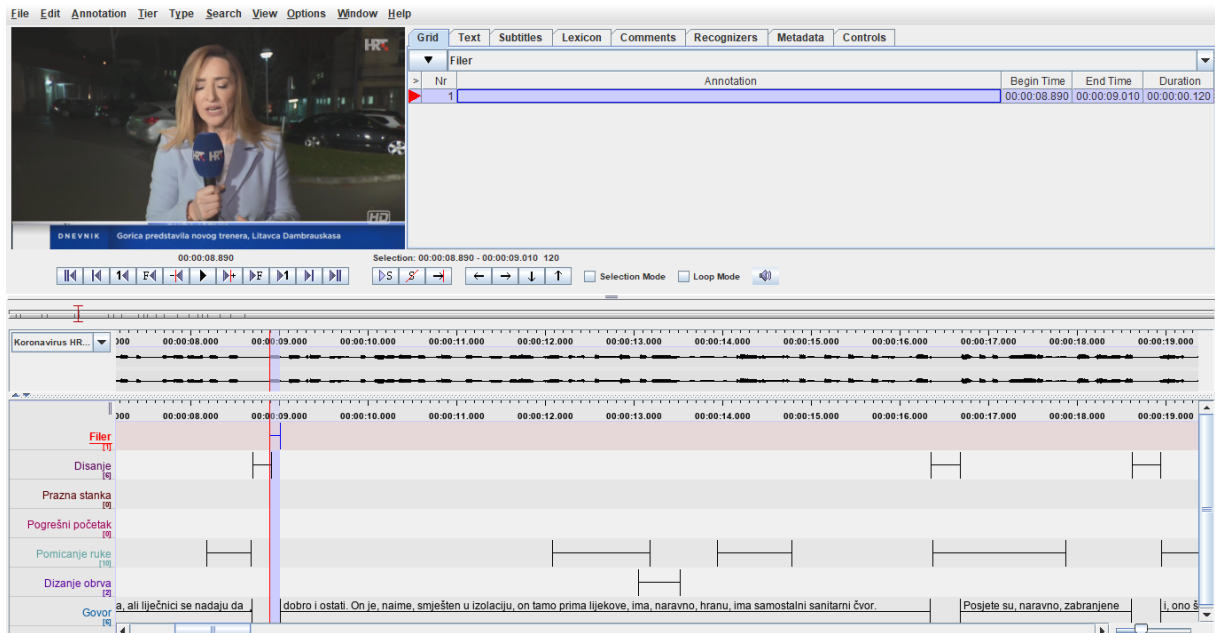 File Edit Annotation Tier Type Search View Options Window Help
HRT
HRT HRT
HD
DNEVNIK Gorica predstavila novog trenera, Litavca Dambrauskasa
Grid Text Subtitles Lexicon Comments Recognizers Metadata Controls
Filer
> Nr Annotation Begin Time End Time Duration
1 00:00:08.890 00:00:09.010 00:00:00.120
00:00:08.890 Selection: 00:00:08.890 - 00:00:09.010 120
1 F + F 1 S S Selection Mode Loop Mode
Koronavirus HR... 000 00:00:08.000 00:00:09.000 00:00:10.000 00:00:11.000 00:00:12.000 00:00:13.000 00:00:14.000 00:00:15.000 00:00:16.000 00:00:17.000 00:00:18.000 00:00:19.000
000 00:00:08.000 00:00:09.000 00:00:10.000 00:00:11.000 00:00:12.000 00:00:13.000 00:00:14.000 00:00:15.000 00:00:16.000 00:00:17.000 00:00:18.000 00:00:19.000
Filer
[1]
Disanje
[6]
Prazna stanka
[0]
Pogrešni početak
[0]
Pomicanje ruke
[10]
Dizanje obrva
[2]
Govor a, ali liječnici se nadaju da dobro i ostati. On je, naime, smješten u izolaciju, on tamo prima lijekove, ima, naravno, hranu, ima samostalni sanitarni čvor. Posjete su, naravno, zabranjene i, ono š
[6]